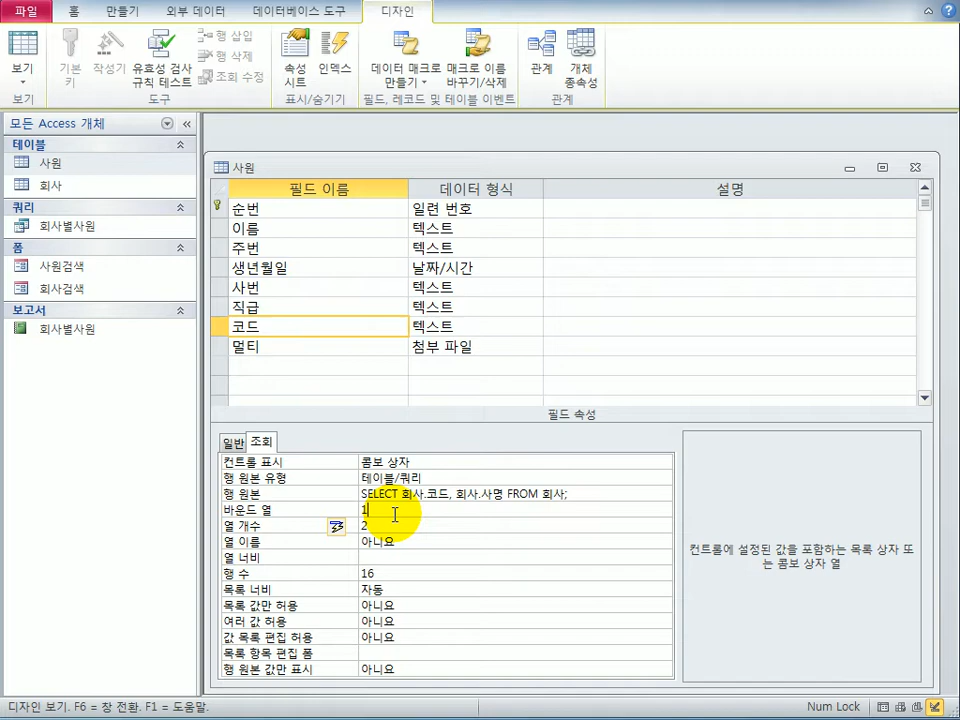 파일 홈 만들기 외부 데이터 데이터베이스 도구 디자인
보기
기본 키
작성기
유효성 검사 규칙 테스트
행 삽입
행 삭제
조회 수정
속성 시트
인덱스
데이터 매크로 만들기
매크로 이름 바꾸기/삭제
관계
개체 종속성
보기 도구 표시/숨기기 필드, 레코드 및 테이블 이벤트 관계
모든 Access 개체
테이블
사원
회사
쿼리
회사별사원
폼
사원검색
회사검색
보고서
회사별사원
사원
필드 이름 데이터 형식 설명
순번 일련 번호
이름 텍스트
주번 텍스트
생년월일 날짜/시간
사번 텍스트
직급 텍스트
코드 텍스트
멀티 첨부 파일
필드 속성
일반 조회
컨트롤 표시 콤보 상자
행 원본 유형 테이블/쿼리
행 원본 SELECT 회사.코드, 회사.사명 FROM 회사;
바운드 열 1
열 개수 2
열 이름 아니요
열 너비
행 수 16
목록 너비 자동
목록 값만 허용 아니요
여러 값 허용 아니요
값 목록 편집 허용 아니요
목록 항목 편집 폼
행 원본 값만 표시 아니요
컨트롤에 설정된 값을 포함하는 목록 상자 또
는 콤보 상자 열
디자인 보기. F6 = 창 전환. F1 = 도움말.
Num Lock